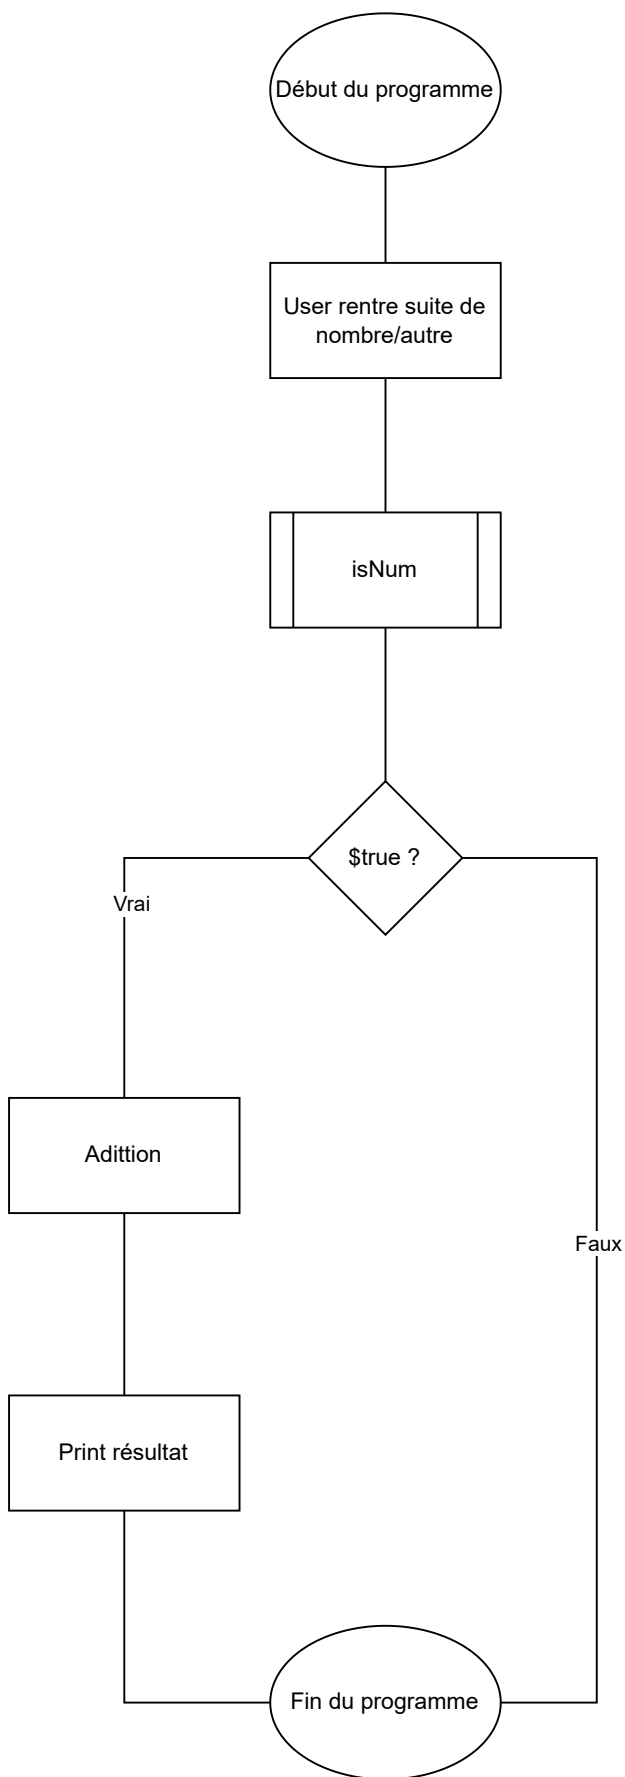 Début du programme
User rentre suite de
nombre/autre
isNum
$true ?
Vrai
Adittion
Faux
Print résultat
Fin du programme